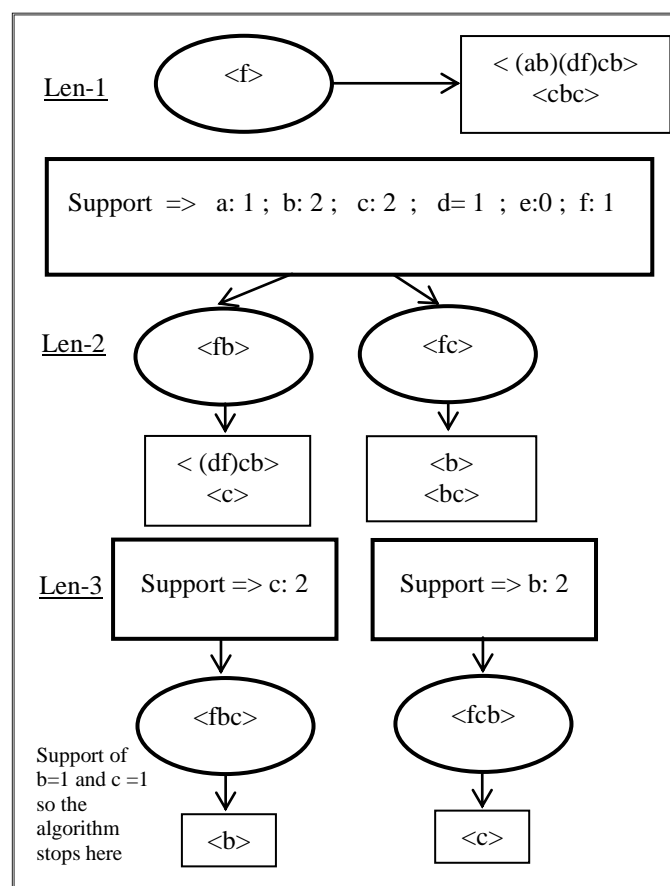 <f>
< (ab)(df)cb>
<cbc>
Len-1
Support => a: 1 ; b: 2 ; c: 2 ; d= 1 ; e:0 ; f: 1
Len-2
<fb>
<fc>
< (df)cb>
<c>
<b>
<bc>
Len-3
Support => c: 2
Support => b: 2
<fbc>
<fcb>
Support of
b=1 and c =1
so the
algorithm
stops here
<b>
<c>